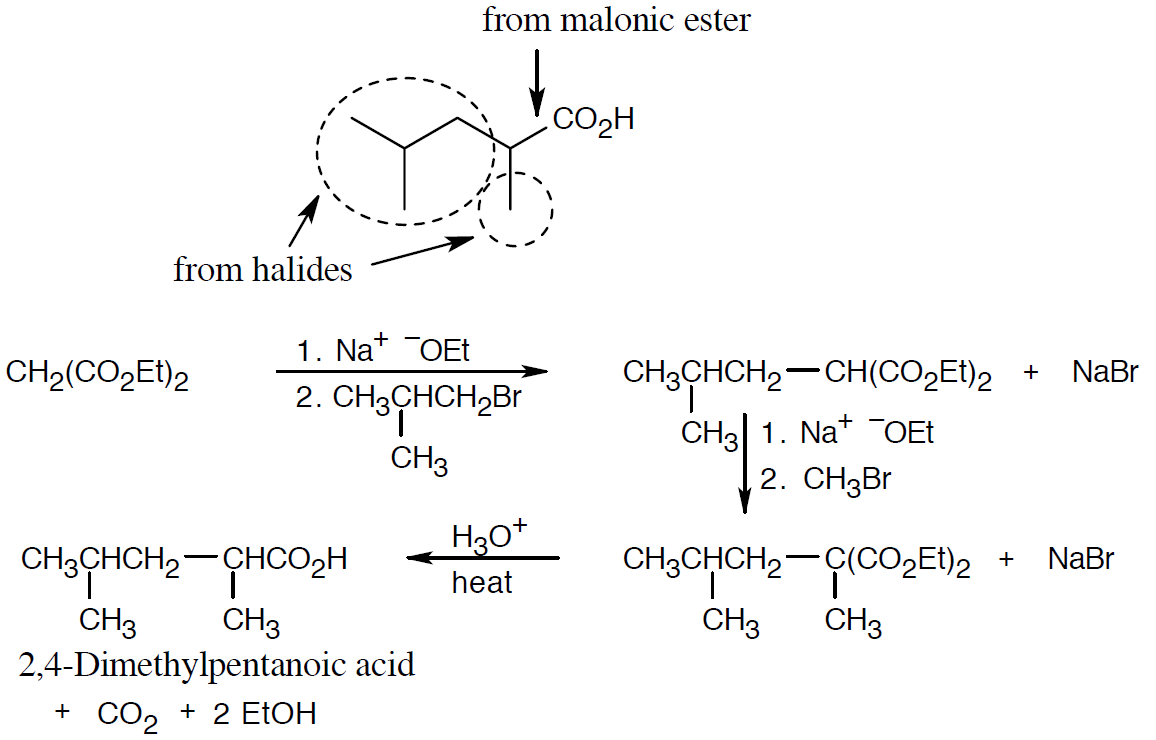 from malonic ester
CO₂H
from halides
1. Na⁺ ⁻OEt
CH₂(CO₂Et)₂
2. CH₃CHCH₂Br
CH₃
CH₃CHCH₂—CH(CO₂Et)₂ + NaBr
CH₃
1. Na⁺ ⁻OEt
2. CH₃Br
CH₃CHCH₂—CHCO₂H
CH₃ CH₃
H₃O⁺
heat
CH₃CHCH₂—C(CO₂Et)₂ + NaBr
CH₃ CH₃
2,4-Dimethylpentanoic acid
+ CO₂ + 2 EtOH